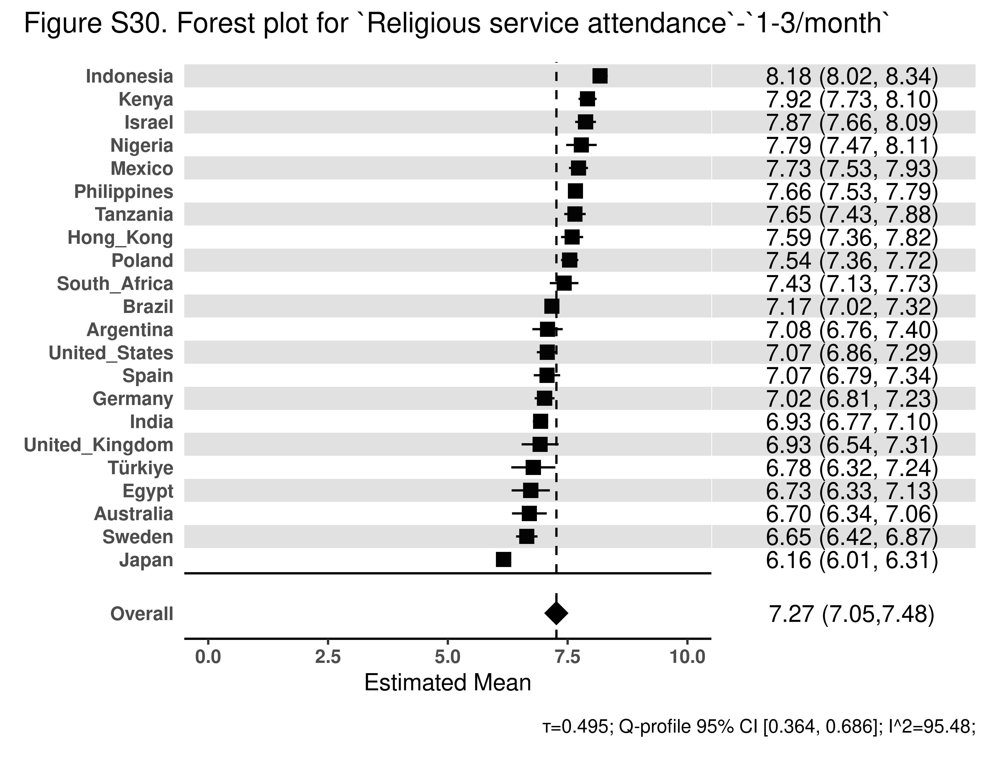 Figure S30. Forest plot for `Religious service attendance`-`1-3/month`
Indonesia 8.18 (8.02, 8.34)
Kenya 7.92 (7.73, 8.10)
Israel 7.87 (7.66, 8.09)
Nigeria 7.79 (7.47, 8.11)
Mexico 7.73 (7.53, 7.93)
Philippines 7.66 (7.53, 7.79)
Tanzania 7.65 (7.43, 7.88)
Hong_Kong 7.59 (7.36, 7.82)
Poland 7.54 (7.36, 7.72)
South_Africa 7.43 (7.13, 7.73)
Brazil 7.17 (7.02, 7.32)
Argentina 7.08 (6.76, 7.40)
United_States 7.07 (6.86, 7.29)
Spain 7.07 (6.79, 7.34)
Germany 7.02 (6.81, 7.23)
India 6.93 (6.77, 7.10)
United_Kingdom 6.93 (6.54, 7.31)
Türkiye 6.78 (6.32, 7.24)
Egypt 6.73 (6.33, 7.13)
Australia 6.70 (6.34, 7.06)
Sweden 6.65 (6.42, 6.87)
Japan 6.16 (6.01, 6.31)
Overall 7.27 (7.05,7.48)
0.0 2.5 5.0 7.5 10.0
Estimated Mean
τ=0.495; Q-profile 95% CI [0.364, 0.686]; I^2=95.48;